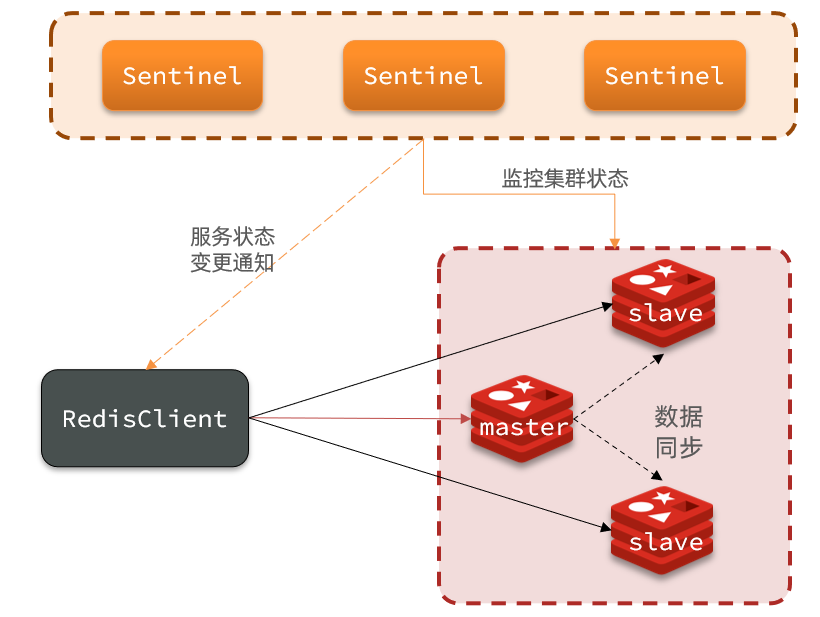 Sentinel
Sentinel
Sentinel
监控集群状态
服务状态
变更通知
slave
RedisClient
master
数据
同步
slave